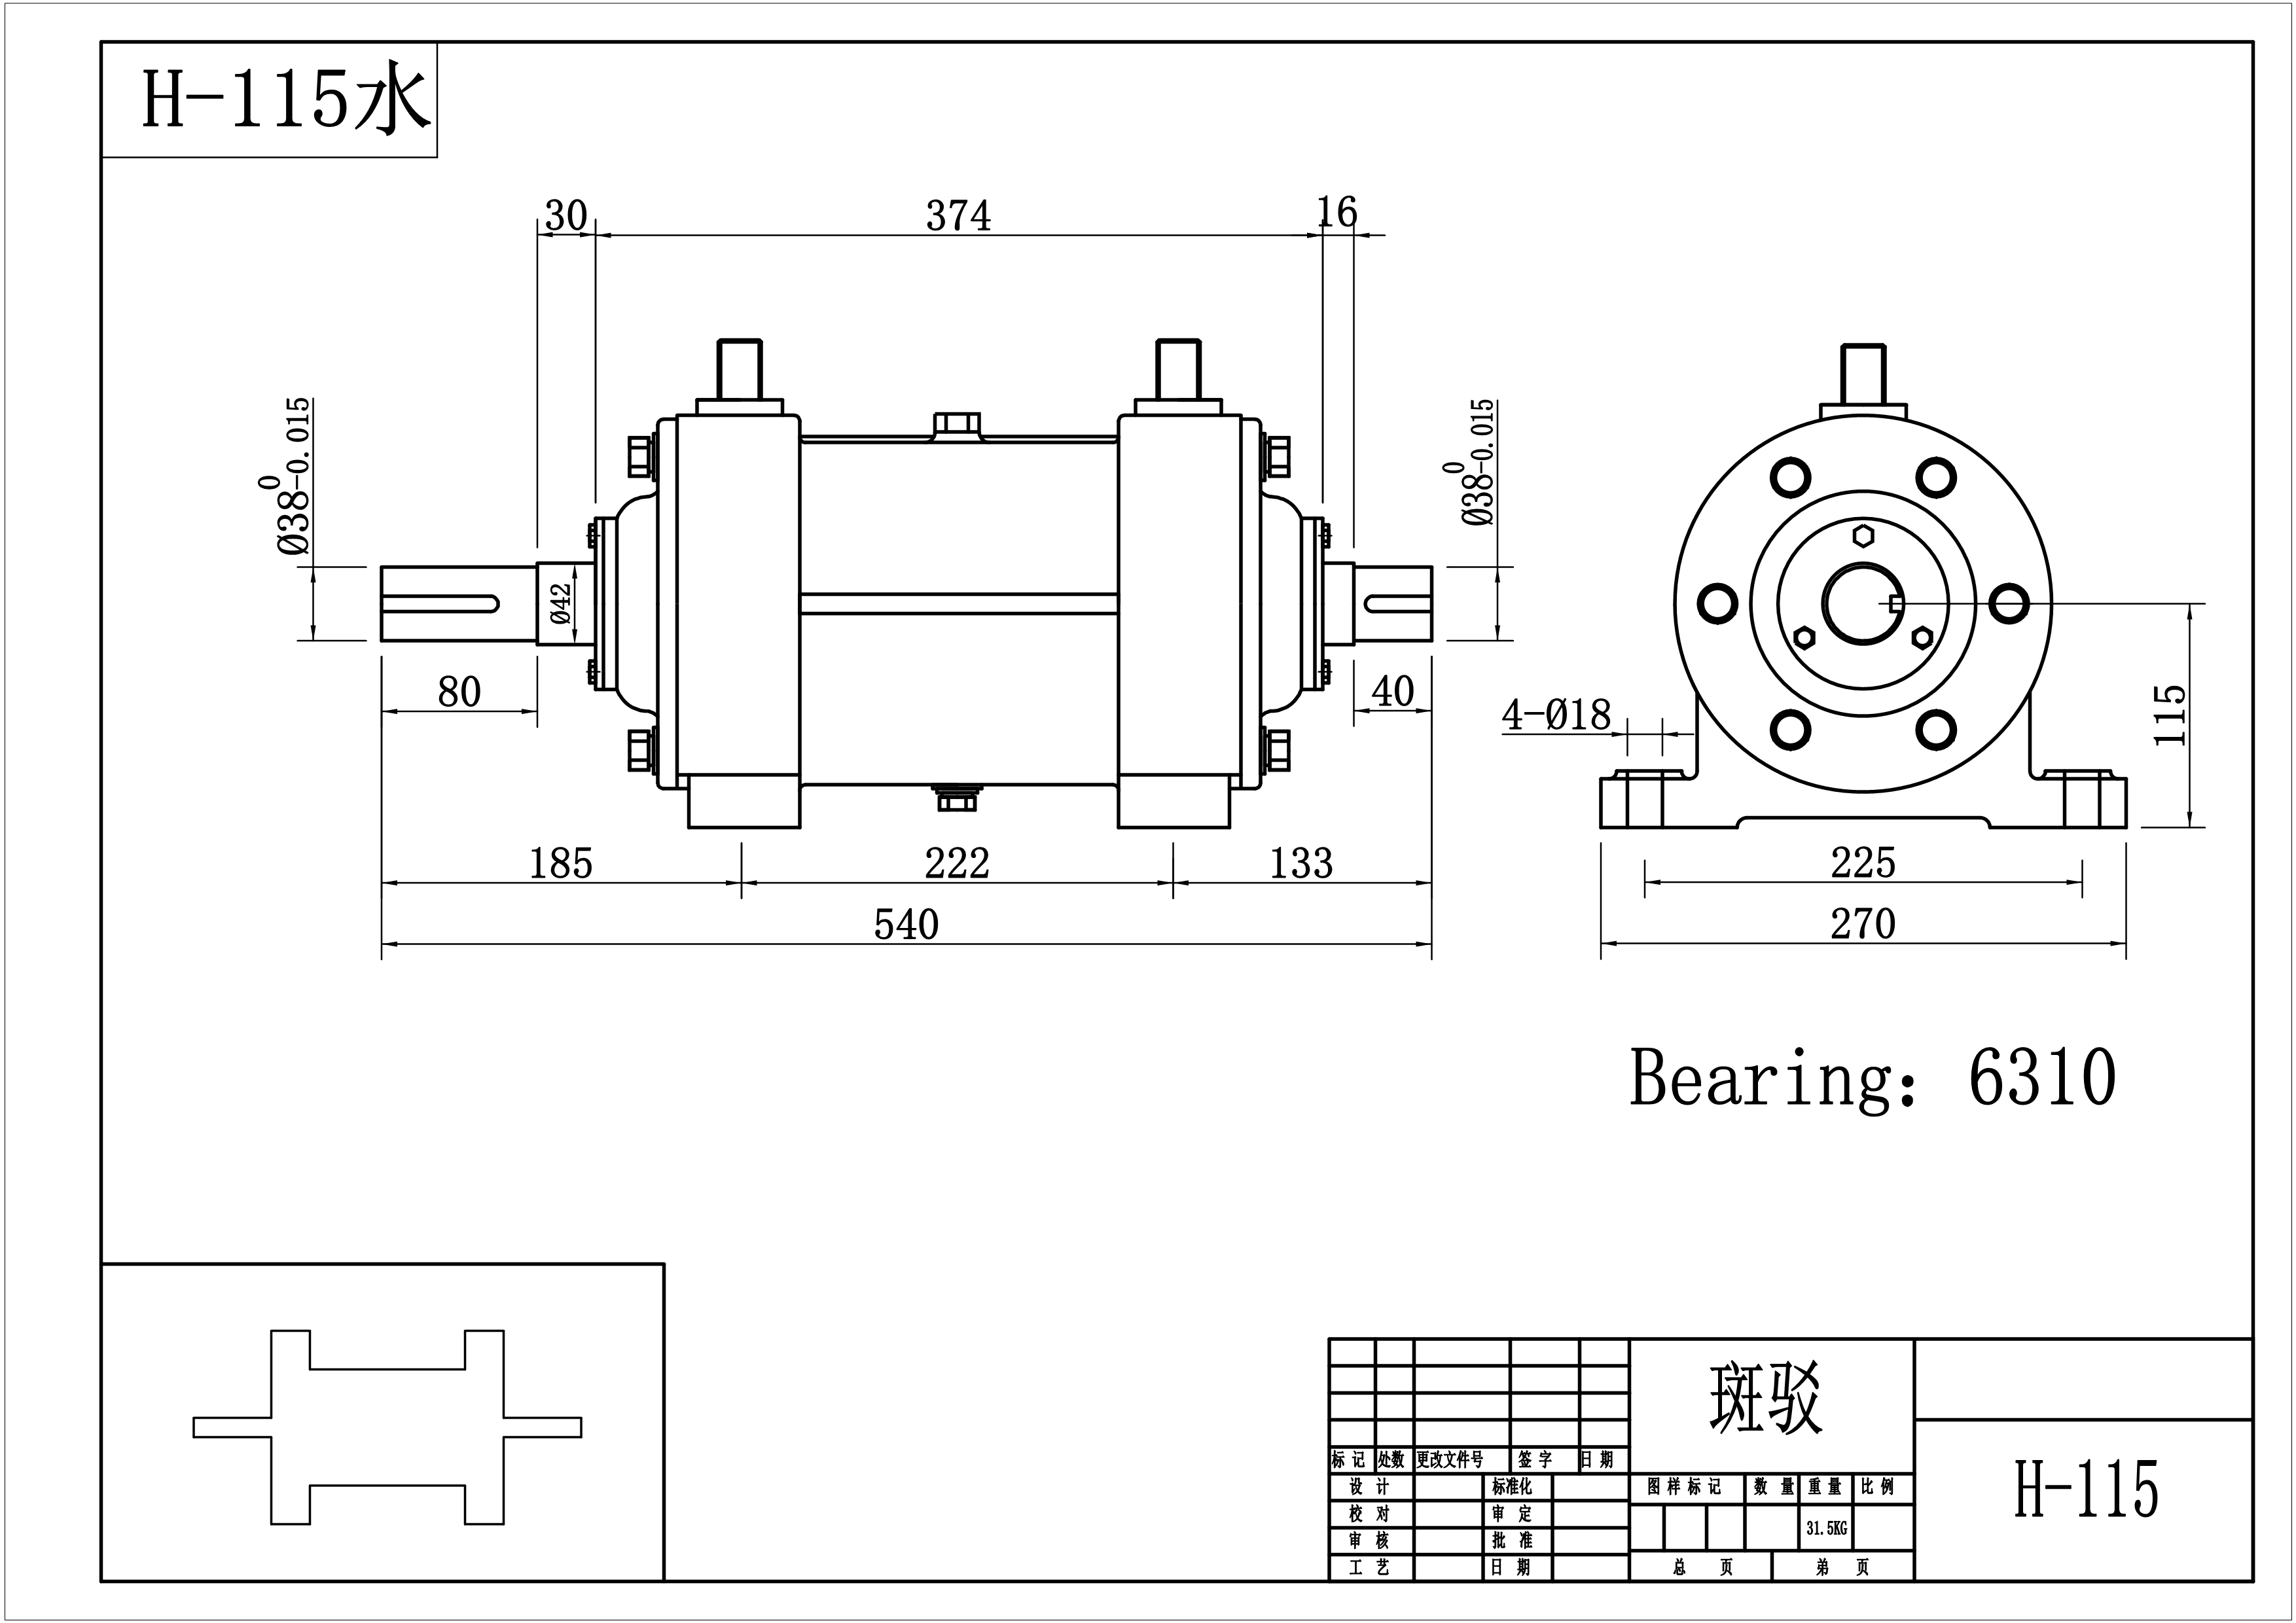 H-115水
30
374
16
0
Ø38-0.015
0
Ø38-0.015
Ø42
80
40
4-Ø18
115
185
222
133
225
540
270
Bearing: 6310
斑驳
标 记 处数 更改文件号 签 字 日 期
设 计 标准化 图 样 标 记 数 量 重 量 比 例
校 对 审 定
31.5KG
H-115
审 核 批 准
工 艺 日 期 总 页 第 页